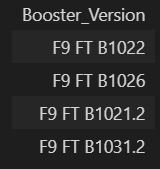 Booster_Version
F9 FT B1022
F9 FT B1026
F9 FT B1021.2
F9 FT B1031.2